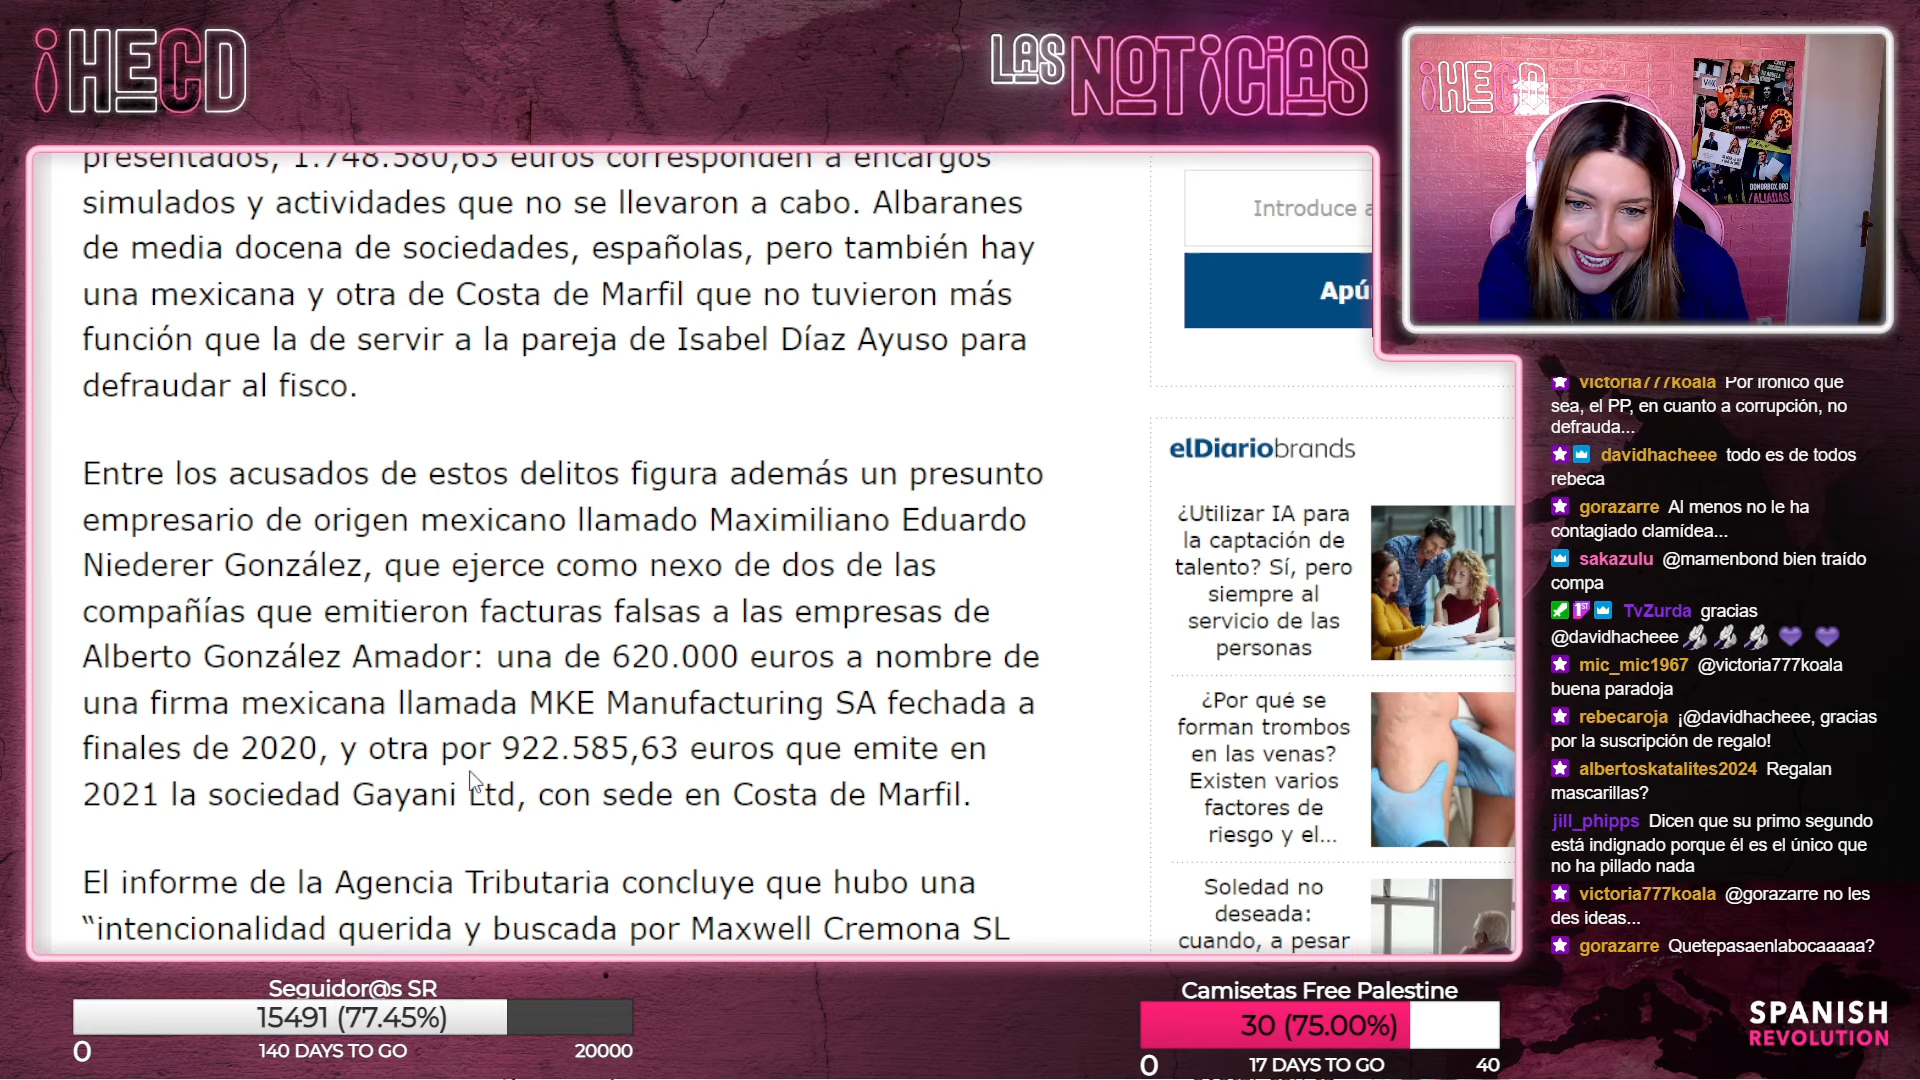 ¡HECD
LAS NOTICIAS
¡HECD
DONORBOX.ORG
/ALIADAS
presentados, 1.748.580,63 euros corresponden a encargos
simulados y actividades que no se llevaron a cabo. Albaranes
de media docena de sociedades, españolas, pero también hay
una mexicana y otra de Costa de Marfil que no tuvieron más
función que la de servir a la pareja de Isabel Díaz Ayuso para
defraudar al fisco.
Entre los acusados de estos delitos figura además un presunto
empresario de origen mexicano llamado Maximiliano Eduardo
Niederer González, que ejerce como nexo de dos de las
compañías que emitieron facturas falsas a las empresas de
Alberto González Amador: una de 620.000 euros a nombre de
una firma mexicana llamada MKE Manufacturing SA fechada a
finales de 2020, y otra por 922.585,63 euros que emite en
2021 la sociedad Gayani Ltd, con sede en Costa de Marfil.
El informe de la Agencia Tributaria concluye que hubo una
“intencionalidad querida y buscada por Maxwell Cremona SL
Introduce a
Apú
elDiariobrands
¿Utilizar IA para
la captación de
talento? Sí, pero
siempre al
servicio de las
personas
¿Por qué se
forman trombos
en las venas?
Existen varios
factores de
riesgo y el...
Soledad no
deseada:
cuando, a pesar
victoria777koala Por irónico que
sea, el PP, en cuanto a corrupción, no
defrauda...
davidhacheee todo es de todos
rebeca
gorazarre Al menos no le ha
contagiado clamídea...
sakazulu @mamenbond bien traído
compa
1ST TvZurda gracias
@davidhacheee
mic_mic1967 @victoria777koala
buena paradoja
rebecaroja ¡@davidhacheee, gracias
por la suscripción de regalo!
albertoskatalites2024 Regalan
mascarillas?
jill_phipps Dicen que su primo segundo
está indignado porque él es el único que
no ha pillado nada
victoria777koala @gorazarre no les
des ideas...
gorazarre Quetepasaenlabocaaaaa?
Seguidor@s SR
15491 (77.45%)
0 140 DAYS TO GO 20000
Camisetas Free Palestine
30 (75.00%)
0 17 DAYS TO GO 40
SPANISH
REVOLUTION